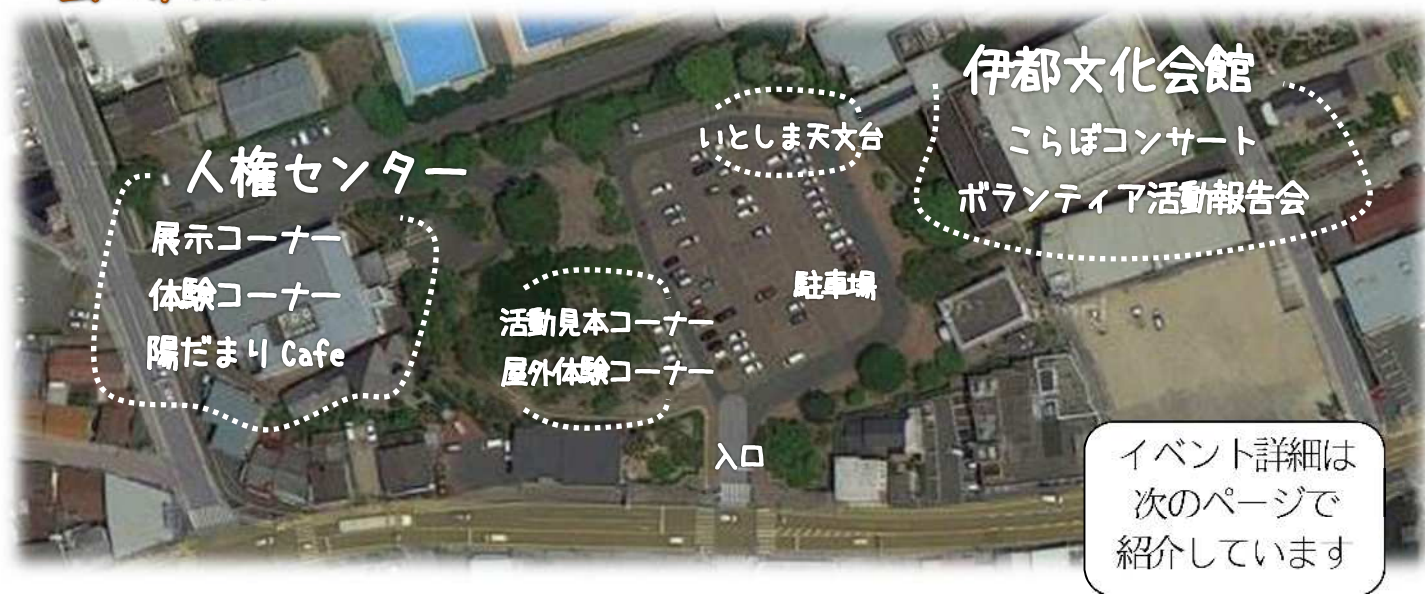 人権センター
展示コーナー
体験コーナー
陽だまり Cafe
いとしま天文台
伊都文化会館
こらぼコンサート
ボランティア活動報告会
駐車場
活動見本コーナー
屋外体験コーナー
入口
イベント詳細は
次のページで
紹介しています